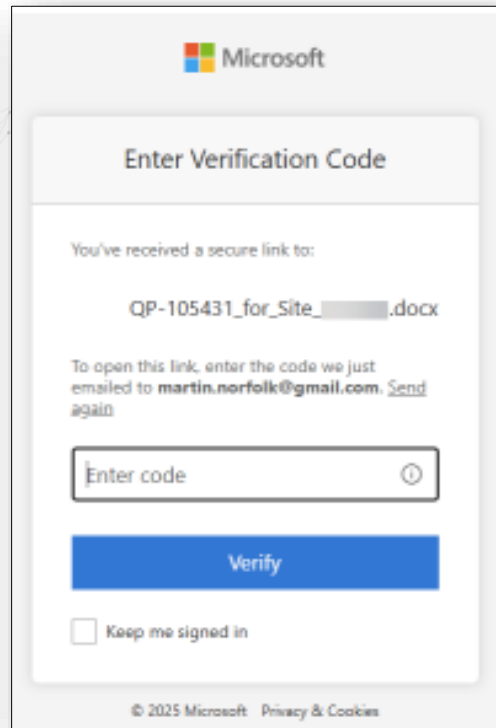 Microsoft
Enter Verification Code
You've received a secure link to:
QP-105431_for_Site_ .docx
To open this link, enter the code we just
emailed to martin.norfolk@gmail.com. Send
again
Enter code
Verify
Keep me signed in
© 2025 Microsoft Privacy & Cookies